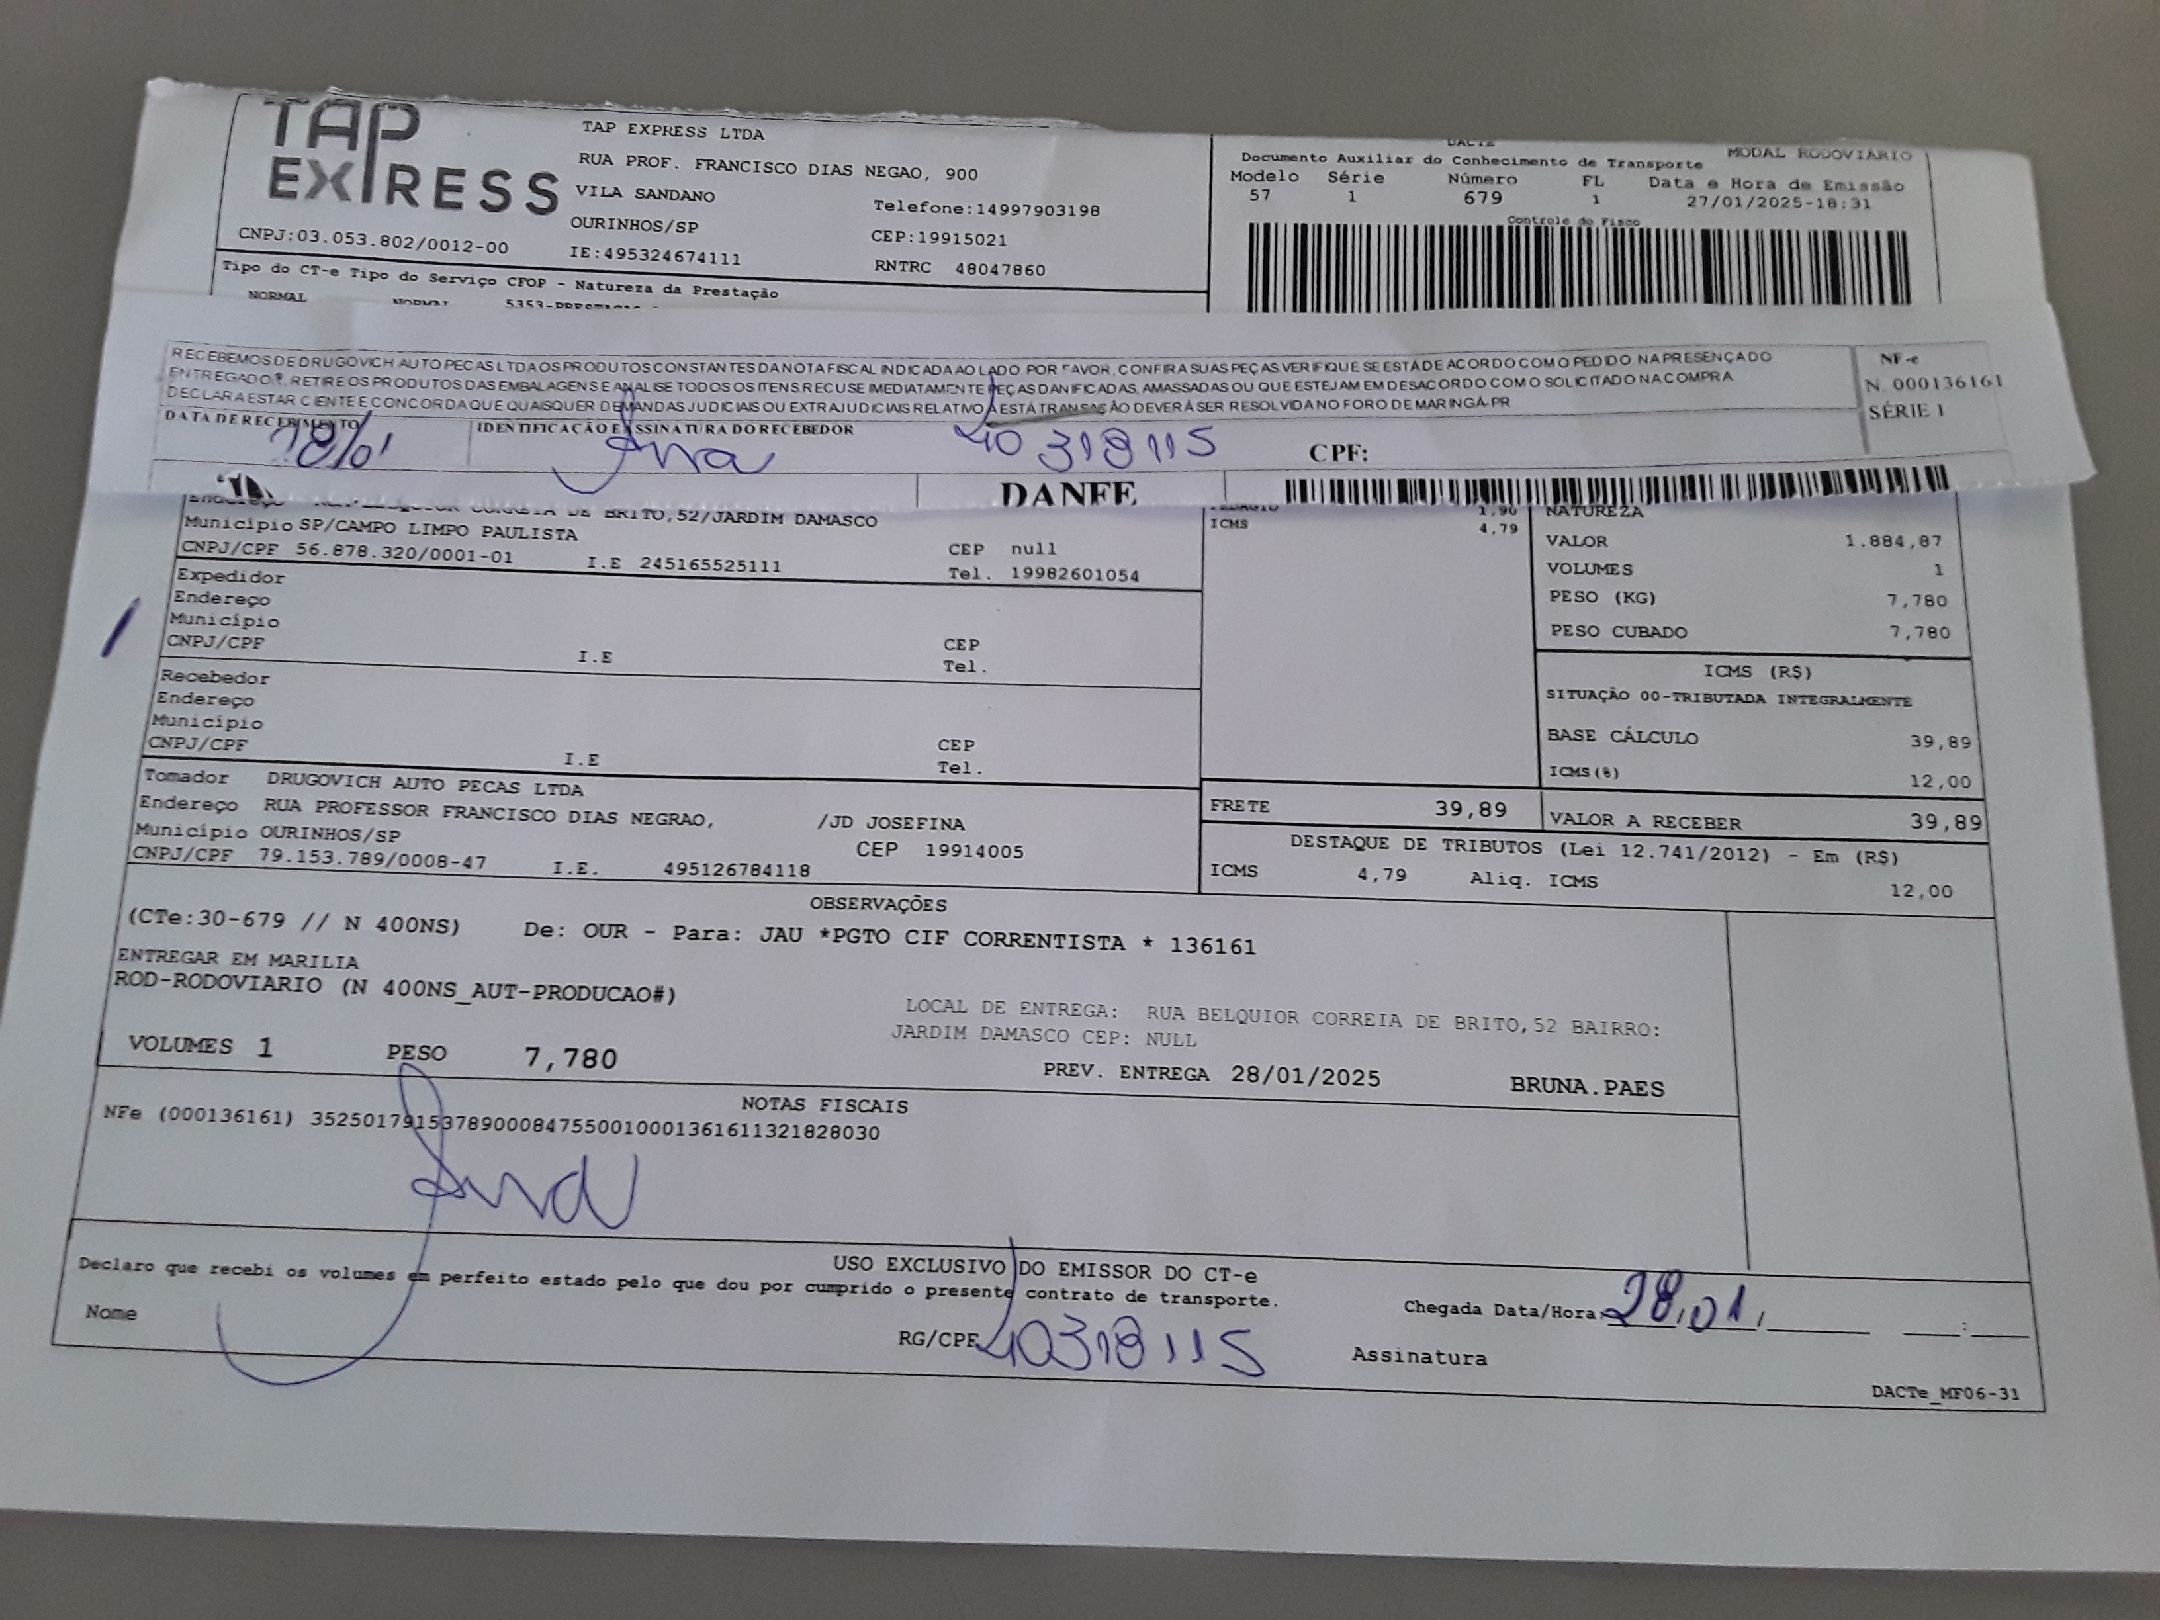 TAP
EXPRESS
TAP EXPRESS LTDA
RUA PROF. FRANCISCO DIAS NEGAO, 900
VILA SANDANO
OURINHOS/SP
Telefone:14997903198
CEP:19915021
CNPJ:03.053.802/0012-00
IE:495324674111
RNTRC 48047860
DACTE
MODAL RODOVIÁRIO
Documento Auxiliar do Conhecimento de Transporte
Modelo Série Número FL Data e Hora de Emissão
57 1 679 1 27/01/2025-18:31
Controle do Fisco
Tipo do CT-e Tipo do Serviço CFOP - Natureza da Prestação
NORMAL NORMAL
RECEBEMOS DE DRUGOVICH AUTO PECAS LTDA OS PRODUTOS CONSTANTES DA NOTA FISCAL INDICADA AO LADO. POR FAVOR, CONFIRA SUAS PEÇAS VERIFIQUE SE ESTÁ DE ACORDO COM O PEDIDO. NA PRESENÇA DO
ENTREGADOR, RETIRE OS PRODUTOS DAS EMBALAGENS E ANALISE TODOS OS ITENS RECUSE IMEDIATAMENTE PEÇAS DANIFICADAS, AMASSADAS OU QUE ESTEJAM EM DESACORDO COM O SOLICITADO NA COMPRA.
DECLARA ESTAR CIENTE E CONCORDA QUE QUAISQUER DEMANDAS JUDICIAIS OU EXTRAJUDICIAIS RELATIVO A ESTA TRANSAÇÃO DEVERÁ SER RESOLVIDA NO FORO DE MARINGÁ-PR
NF-e
N. 000136161
SÉRIE 1
DATA DE RECEBIMENTO
28/01
IDENTIFICAÇÃO E ASSINATURA DO RECEBEDOR
Ana
40318115
CPF:
DANFE
CORREIA DE BRITO,52/JARDIM DAMASCO
Município SP/CAMPO LIMPO PAULISTA
CNPJ/CPF 56.878.320/0001-01 I.E 245165525111
CEP null
Tel. 19982601054
Expedidor
Endereço
Município
CNPJ/CPF
I.E
CEP
Tel.
Recebedor
Endereço
Município
CNPJ/CPF
I.E
CEP
Tel.
Tomador DRUGOVICH AUTO PECAS LTDA
Endereço RUA PROFESSOR FRANCISCO DIAS NEGRAO, /JD JOSEFINA
Município OURINHOS/SP
CEP 19914005
CNPJ/CPF 79.153.789/0008-47 I.E. 495126784118
PEDAGIO 1,90
ICMS 4,79
NATUREZA
VALOR 1.884,87
VOLUMES 1
PESO (KG) 7,780
PESO CUBADO 7,780
ICMS (R$)
SITUAÇÃO 00-TRIBUTADA INTEGRALMENTE
BASE CÁLCULO 39,89
ICMS(%) 12,00
FRETE 39,89
VALOR A RECEBER 39,89
DESTAQUE DE TRIBUTOS (Lei 12.741/2012) - Em (R$)
ICMS 4,79 Aliq. ICMS 12,00
OBSERVAÇÕES
(CTe:30-679 // N 400NS) De: OUR - Para: JAU *PGTO CIF CORRENTISTA * 136161
ENTREGAR EM MARILIA
ROD-RODOVIARIO (N 400NS_AUT-PRODUCAO#)
LOCAL DE ENTREGA: RUA BELQUIOR CORREIA DE BRITO,52 BAIRRO:
JARDIM DAMASCO CEP: NULL
VOLUMES 1 PESO 7,780
PREV. ENTREGA 28/01/2025 BRUNA.PAES
NOTAS FISCAIS
NFe (000136161) 35250179153789000847550010001361611321828030
Ana
USO EXCLUSIVO DO EMISSOR DO CT-e
Declaro que recebi os volumes em perfeito estado pelo que dou por cumprido o presente contrato de transporte.
Nome
RG/CPF 40318115
Chegada Data/Hora: 28,01,
Assinatura
DACTe_MF06-31